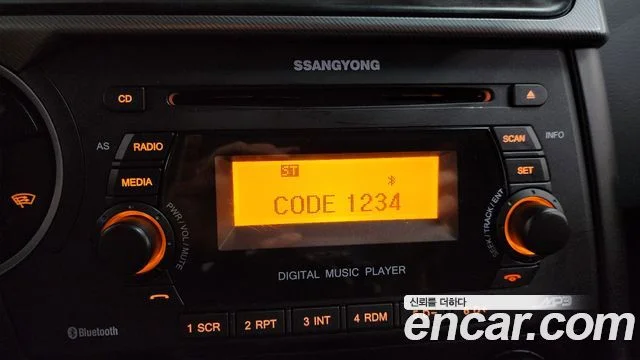 SSANGYONG
CD
AS RADIO
SCAN INFO
MEDIA
SET
ST
CODE 1234
PWR/VOL/MUTE
SEEK/TRACK/ENT
DIGITAL MUSIC PLAYER
Bluetooth
1 SCR 2 RPT 3 INT 4 RDM
신뢰를 더하다
encar.com